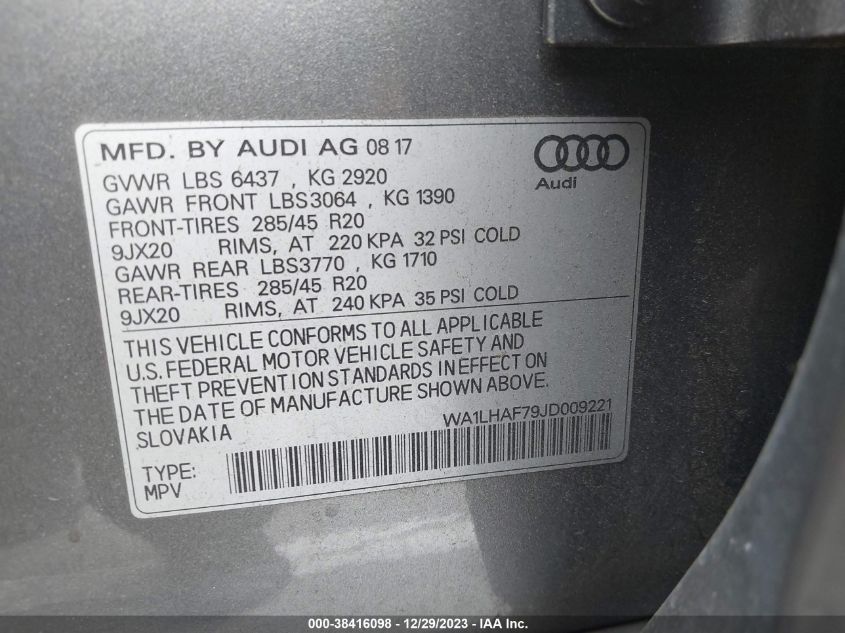 MFD. BY AUDI AG 08 17
Audi
GVWR LBS 6437 , KG 2920
GAWR FRONT LBS3064 , KG 1390
FRONT-TIRES 285/45 R20
9JX20 RIMS, AT 220 KPA 32 PSI COLD
GAWR REAR LBS3770 , KG 1710
REAR-TIRES 285/45 R20
9JX20 RIMS, AT 240 KPA 35 PSI COLD
THIS VEHICLE CONFORMS TO ALL APPLICABLE
U.S. FEDERAL MOTOR VEHICLE SAFETY AND
THEFT PREVENTION STANDARDS IN EFFECT ON
THE DATE OF MANUFACTURE SHOWN ABOVE.
SLOVAKIA
WA1LHAF79JD009221
TYPE:
MPV
000-38416098 - 12/29/2023 - IAAI.COM